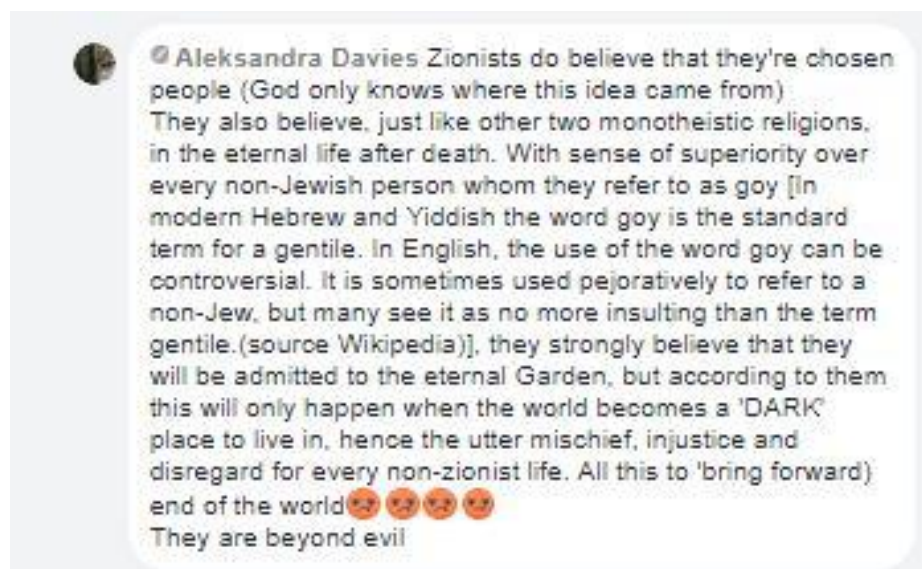 Aleksandra Davies Zionists do believe that they're chosen
people (God only knows where this idea came from)
They also believe, just like other two monotheistic religions,
in the eternal life after death. With sense of superiority over
every non-Jewish person whom they refer to as goy [In
modern Hebrew and Yiddish the word goy is the standard
term for a gentile. In English, the use of the word goy can be
controversial. It is sometimes used pejoratively to refer to a
non-Jew, but many see it as no more insulting than the term
gentile.(source Wikipedia)], they strongly believe that they
will be admitted to the eternal Garden, but according to them
this will only happen when the world becomes a 'DARK'
place to live in, hence the utter mischief, injustice and
disregard for every non-zionist life. All this to 'bring forward)
end of the world😡😡😡😡
They are beyond evil